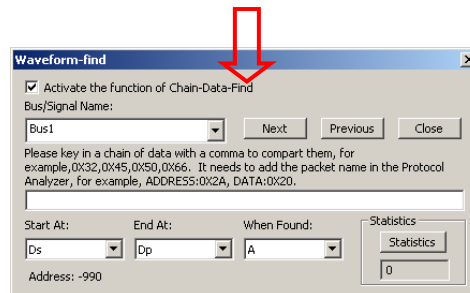 Waveform-find
Activate the function of Chain-Data-Find
Bus/Signal Name:
Bus1 Next Previous Close
Please key in a chain of data with a comma to compart them, for
example,0X32,0X45,0X50,0X66. It needs to add the packet name in the Protocol
Analyzer, for example, ADDRESS:0X2A, DATA:0X20.
Start At: End At: When Found: Statistics
Ds Dp A Statistics
Address: -990 0